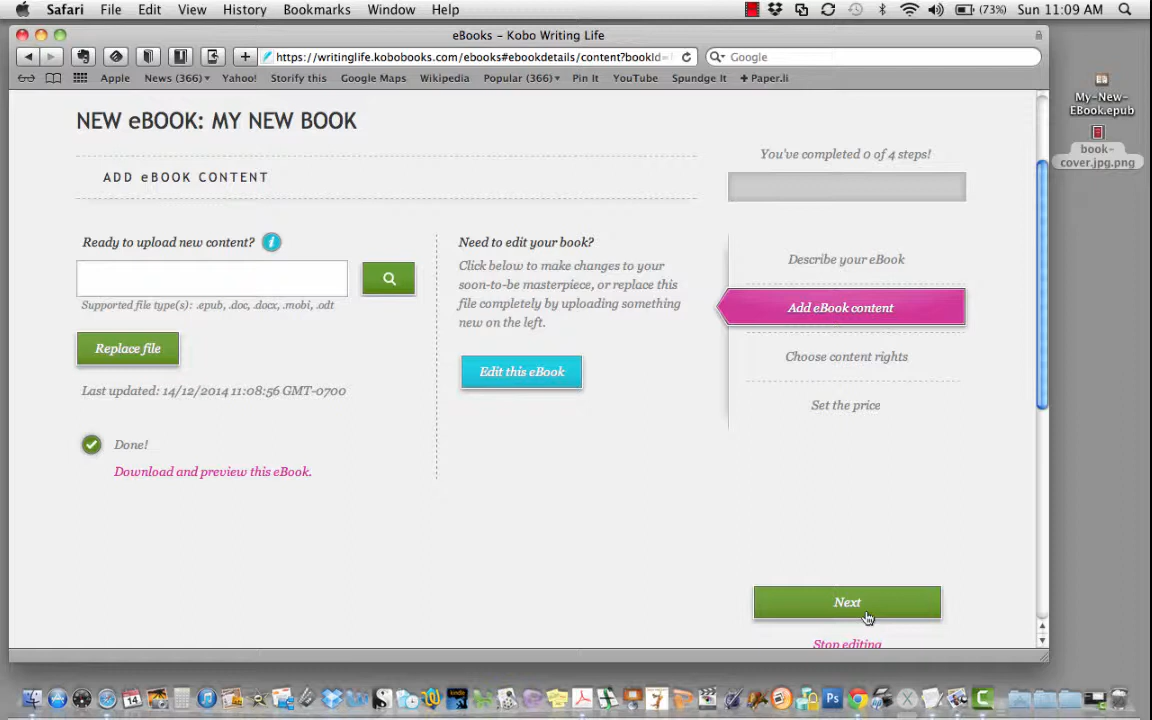 Safari File Edit View History Bookmarks Window Help (73%) Sun 11:09 AM
eBooks – Kobo Writing Life
https://writinglife.kobobooks.com/ebooks#ebookdetails/content?bookId= Google
Apple News (366) Yahoo! Storify this Google Maps Wikipedia Popular (366) Pin It YouTube Spundge It + Paper.li
My-New-
EBook.epub
book-
cover.jpg.png
NEW eBOOK: MY NEW BOOK
ADD eBOOK CONTENT
Ready to upload new content? i
Supported file type(s): .epub, .doc, .docx, .mobi, .odt
Replace file
Last updated: 14/12/2014 11:08:56 GMT-0700
Done!
Download and preview this eBook.
Need to edit your book?
Click below to make changes to your
soon-to-be masterpiece, or replace this
file completely by uploading something
new on the left.
Edit this eBook
You've completed 0 of 4 steps!
Describe your eBook
Add eBook content
Choose content rights
Set the price
Next
Stop editing
14
kindle
Ps